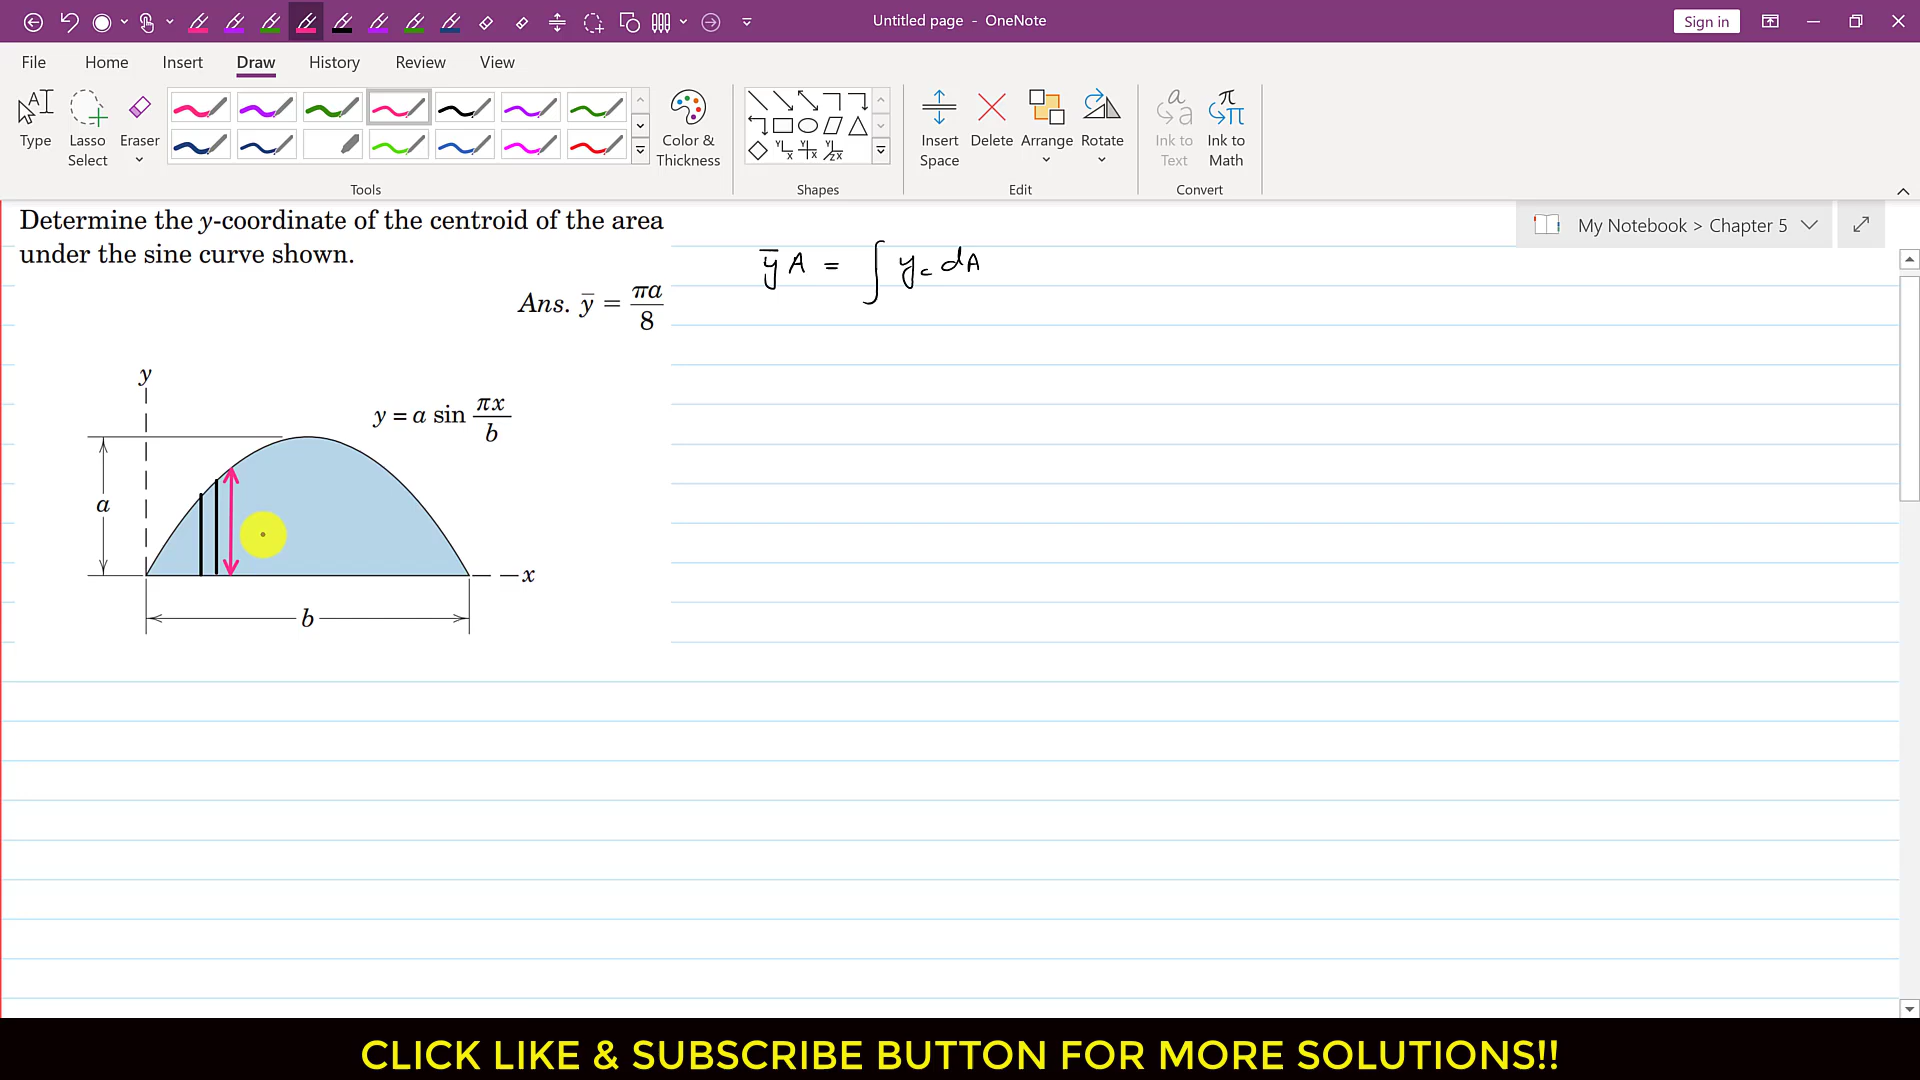 Untitled page - OneNote
Sign in
File Home Insert Draw History Review View
Type
Lasso Select
Eraser
Color & Thickness
Insert Space
Delete
Arrange
Rotate
Ink to Text
Ink to Math
Tools
Shapes
Edit
Convert
My Notebook > Chapter 5
Determine the y-coordinate of the centroid of the area
under the sine curve shown.
Ans. ȳ = πa/8
ȳA = ∫ y꜀ dA
y
y = a sin πx/b
a
x
b
CLICK LIKE & SUBSCRIBE BUTTON FOR MORE SOLUTIONS!!